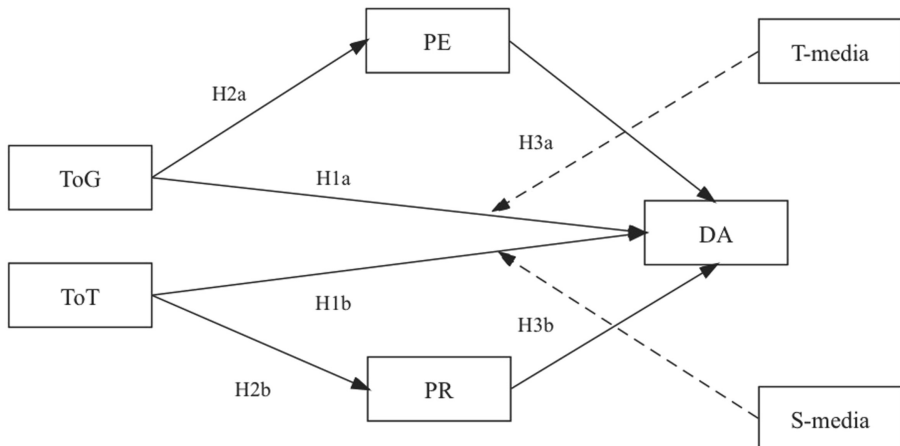 PE
T-media
H2a
H3a
ToG
H1a
DA
ToT
H1b
H3b
PR
H2b
S-media